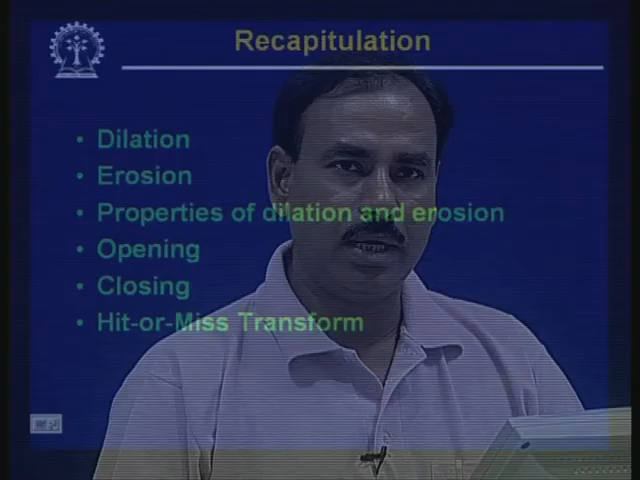 Recapitulation
• Dilation
• Erosion
• Properties of dilation and erosion
• Opening
• Closing
• Hit-or-Miss Transform